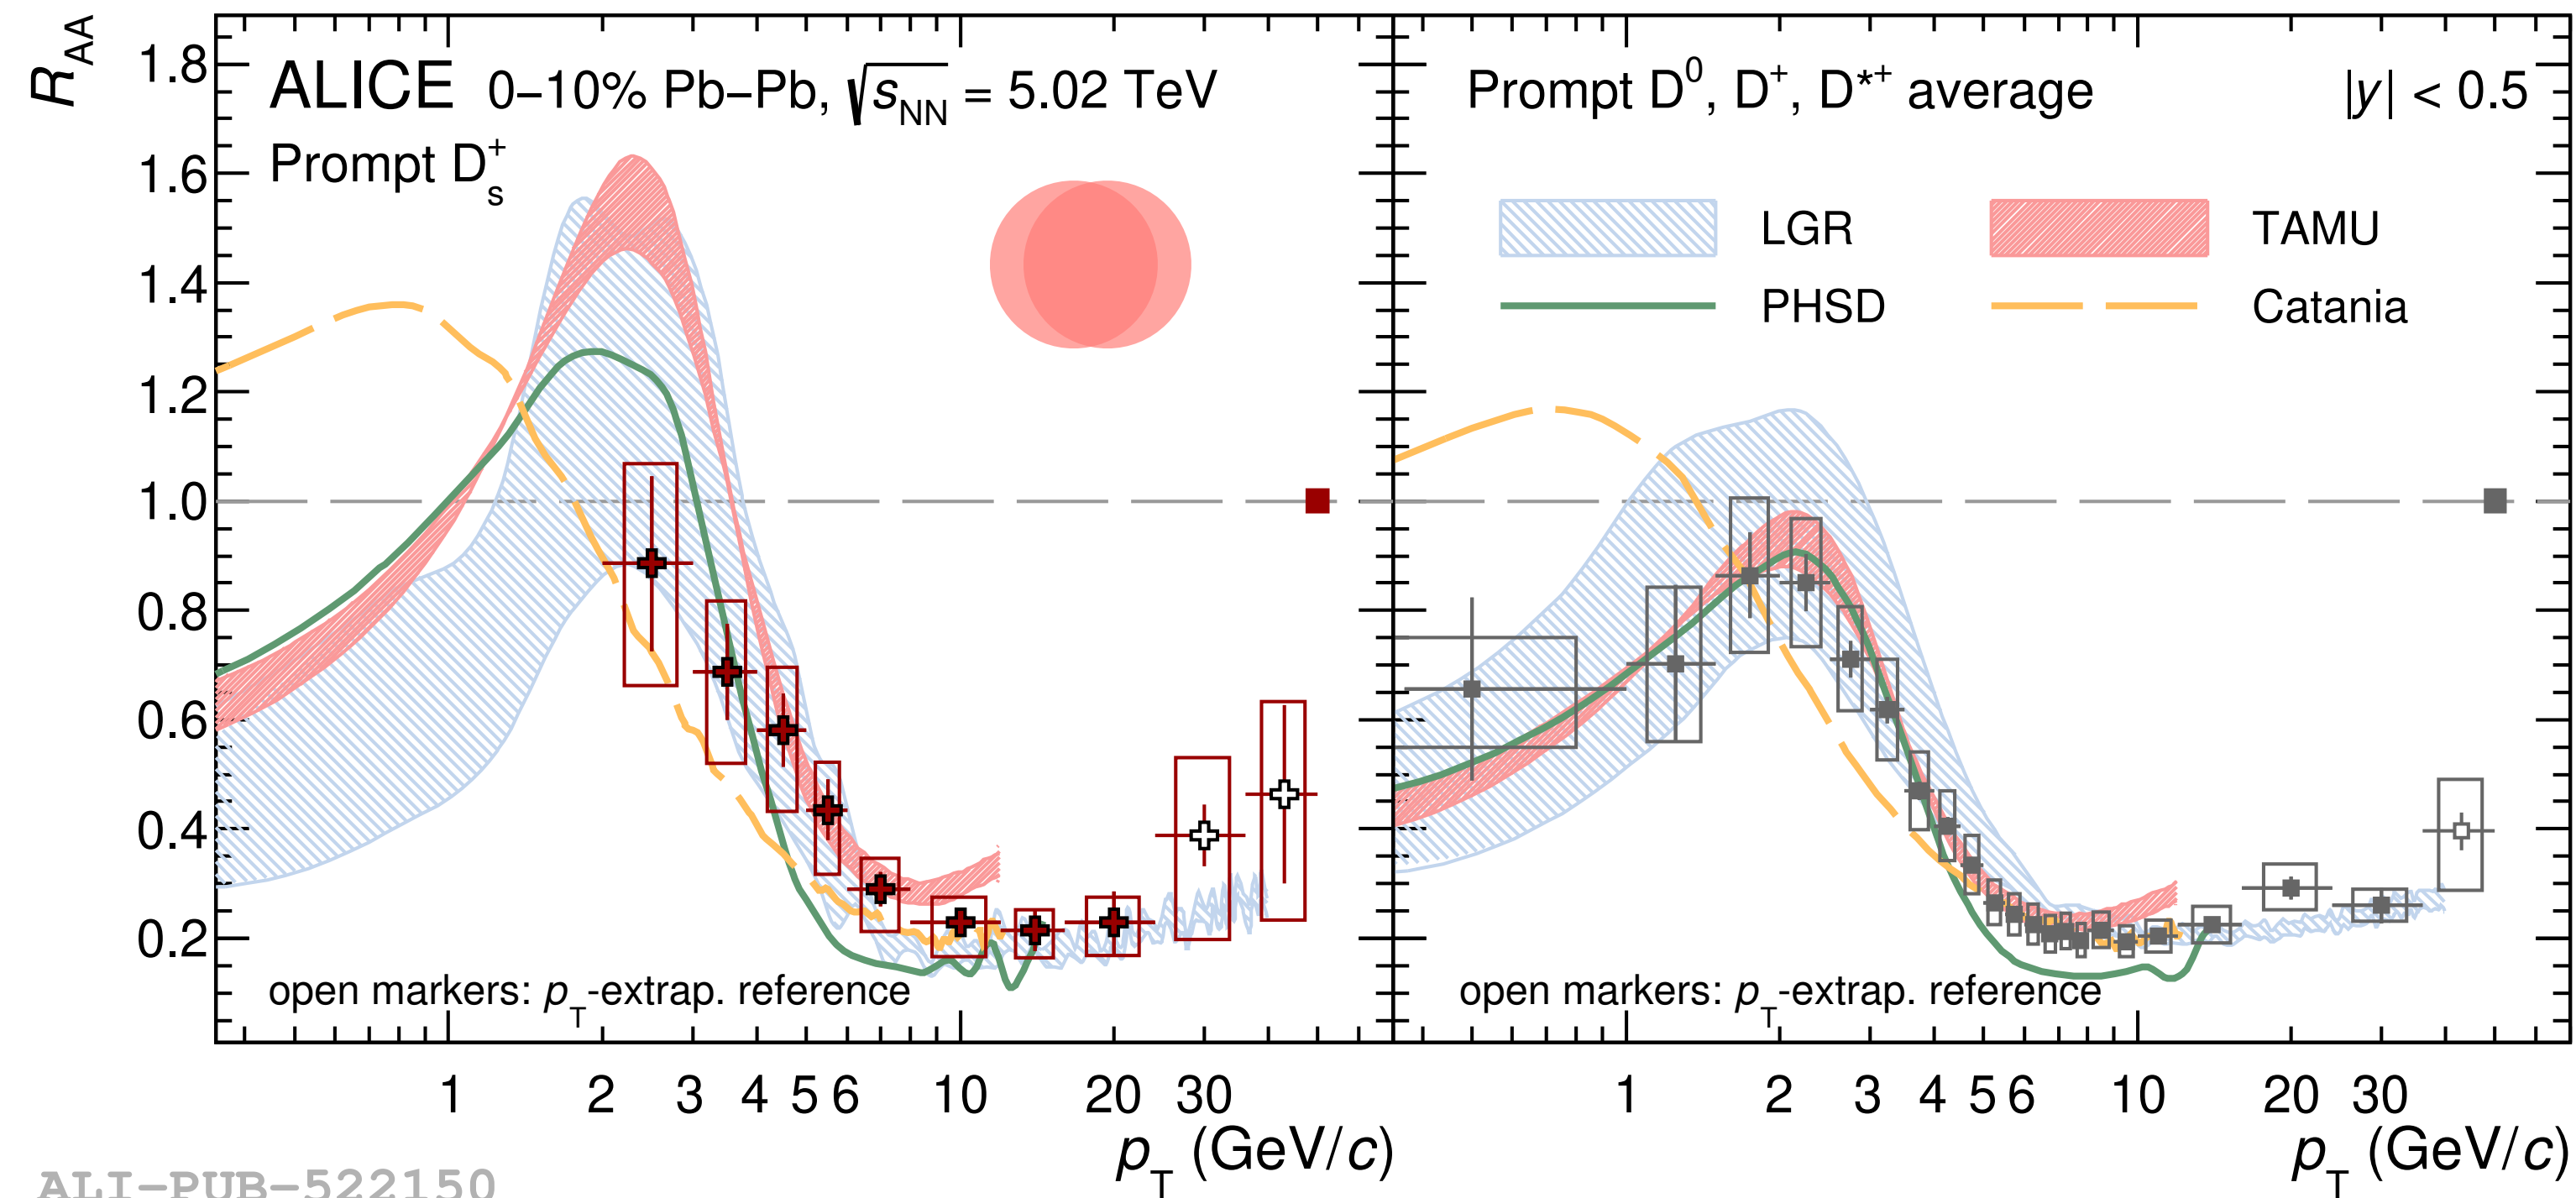 R_AA
ALICE 0–10% Pb–Pb, √s_NN = 5.02 TeV
Prompt D_s^+
1.8
1.6
1.4
1.2
1.0
0.8
0.6
0.4
0.2
open markers: p_T-extrap. reference
1 2 3 4 5 6 10 20 30
p_T (GeV/c)
Prompt D^0, D^+, D^*+ average |y| < 0.5
LGR TAMU
PHSD Catania
open markers: p_T-extrap. reference
1 2 3 4 5 6 10 20 30
p_T (GeV/c)
ALI-PUB-522150